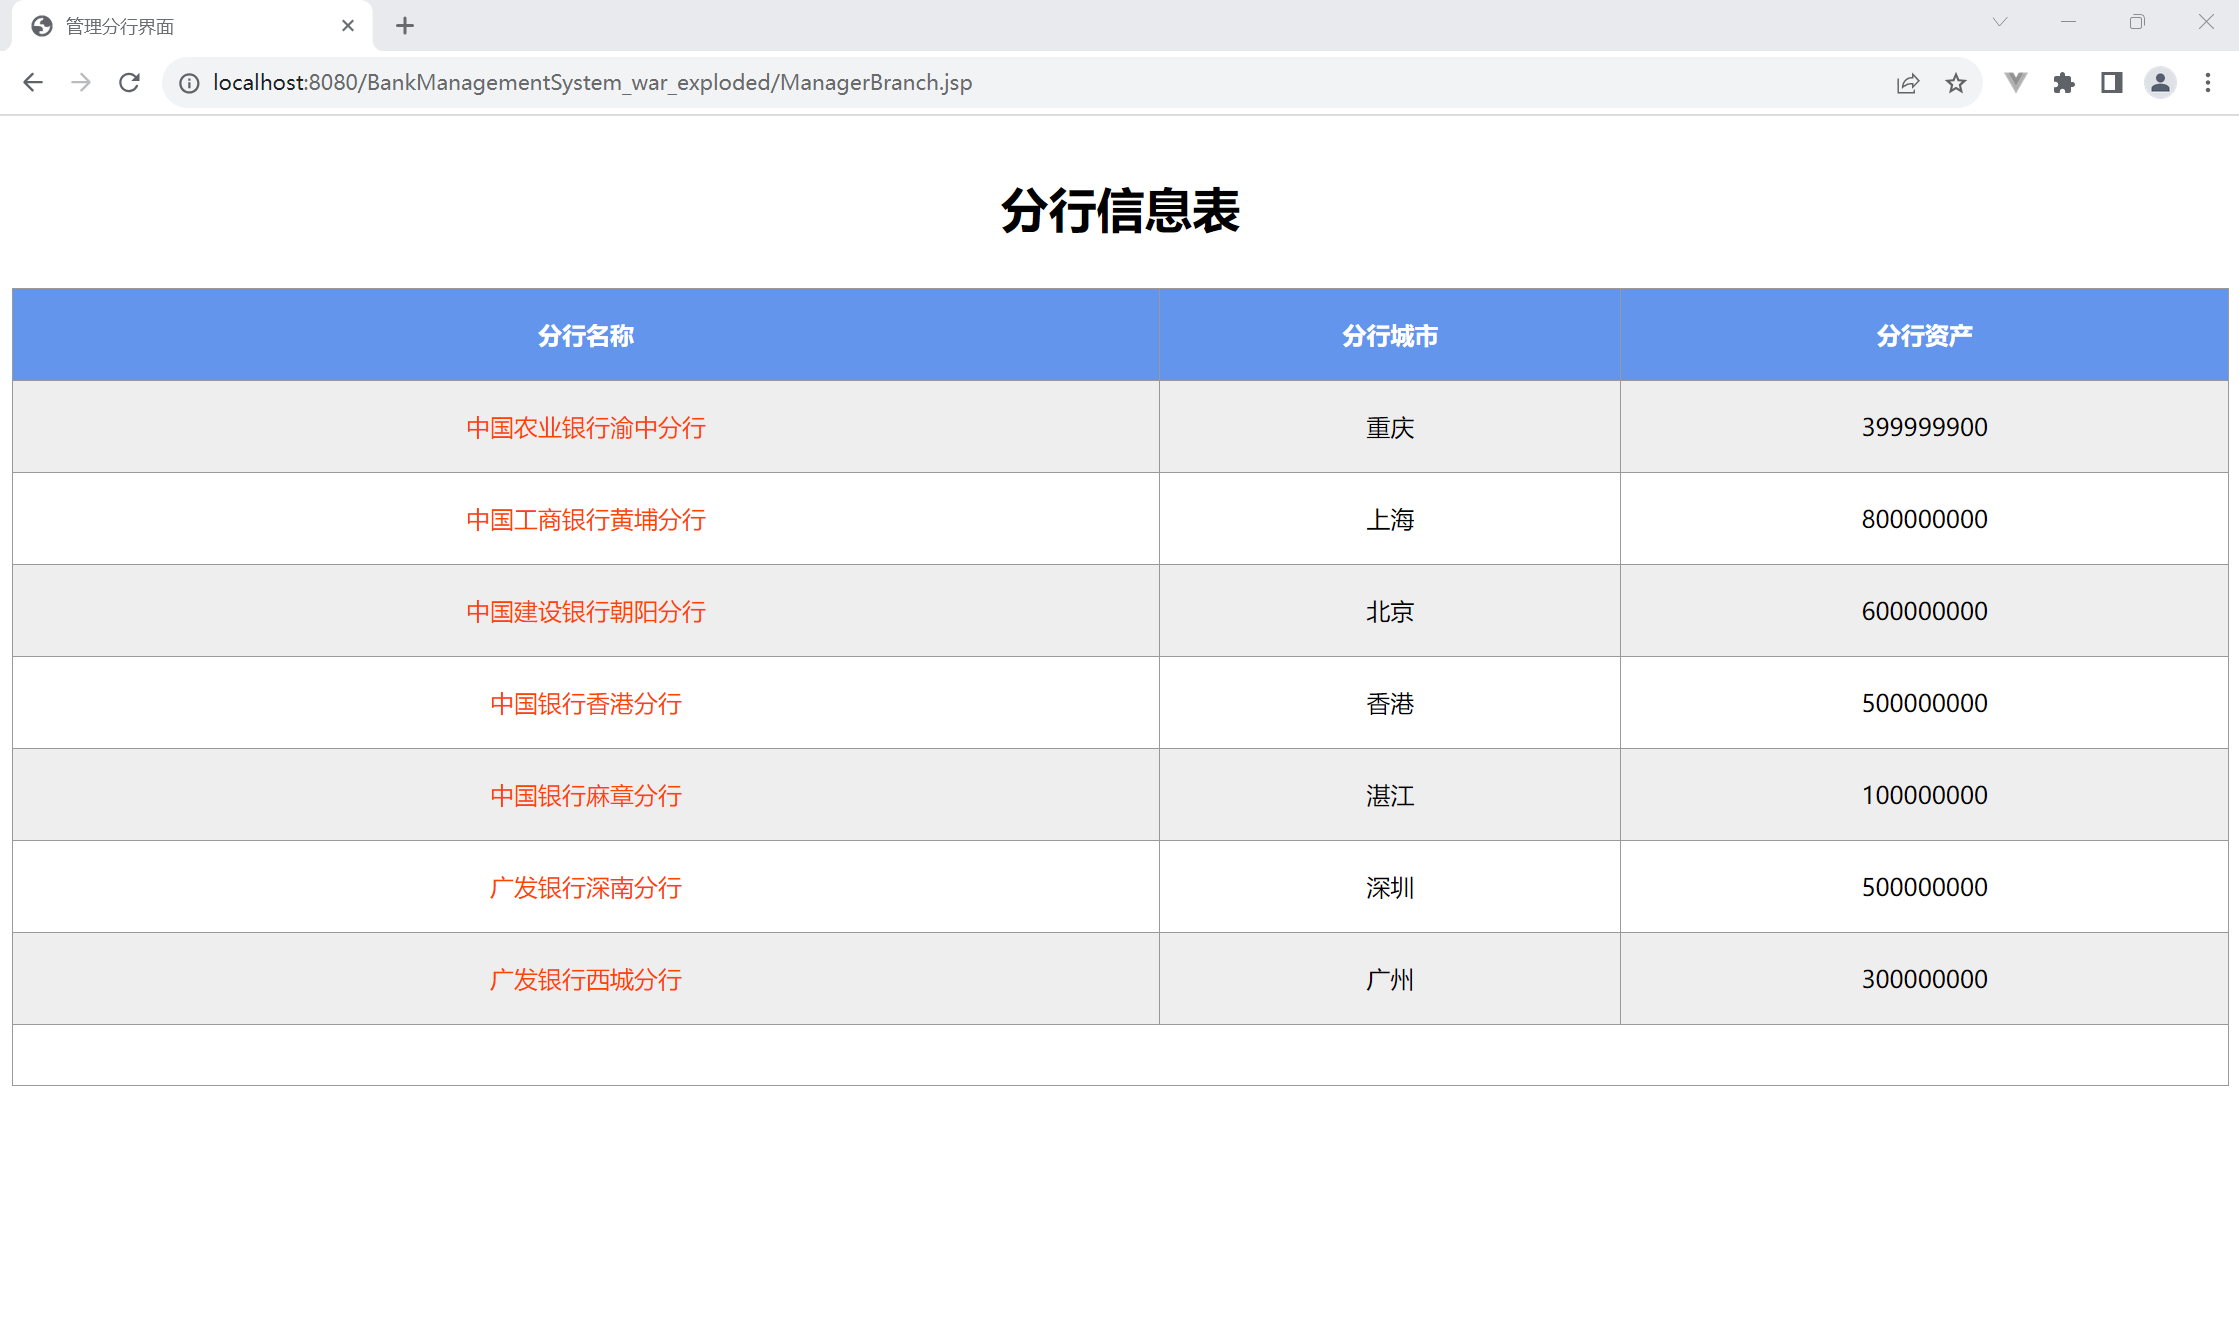 管理分行界面
localhost:8080/BankManagementSystem_war_exploded/ManagerBranch.jsp
分行信息表
分行名称 分行城市 分行资产
中国农业银行渝中分行 重庆 399999900
中国工商银行黄埔分行 上海 800000000
中国建设银行朝阳分行 北京 600000000
中国银行香港分行 香港 500000000
中国银行麻章分行 湛江 100000000
广发银行深南分行 深圳 500000000
广发银行西城分行 广州 300000000